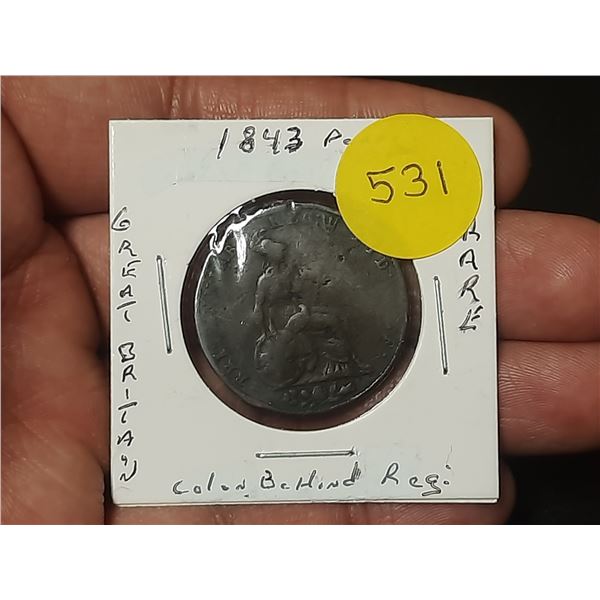 1843
531
GREAT BRITAIN
RARE
Colon Behind Reg: